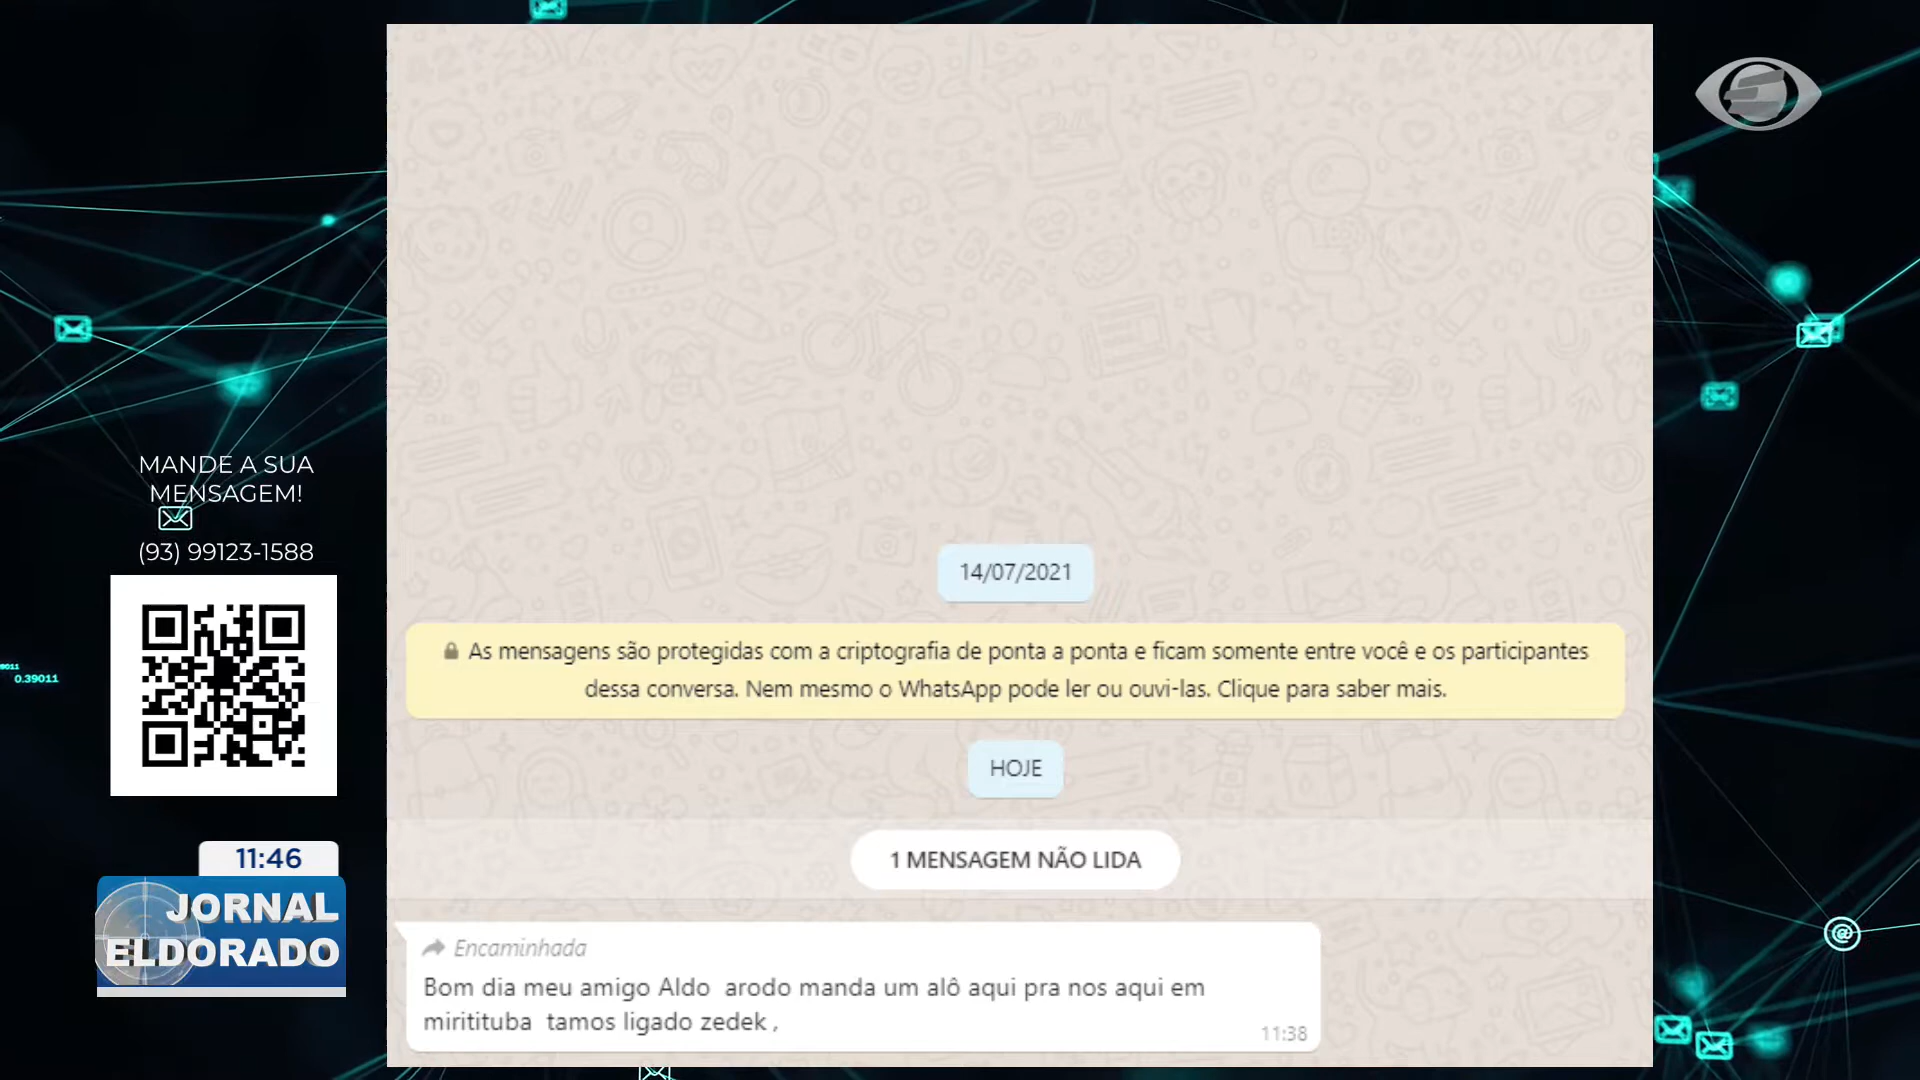 MANDE A SUA
MENSAGEM!
(93) 99123-1588
0.39011
11:46
JORNAL
ELDORADO
14/07/2021
As mensagens são protegidas com a criptografia de ponta a ponta e ficam somente entre você e os participantes
dessa conversa. Nem mesmo o WhatsApp pode ler ou ouvi-las. Clique para saber mais.
HOJE
1 MENSAGEM NÃO LIDA
Encaminhada
Bom dia meu amigo Aldo arodo manda um alô aqui pra nos aqui em
miritituba tamos ligado zedek ,
11:38